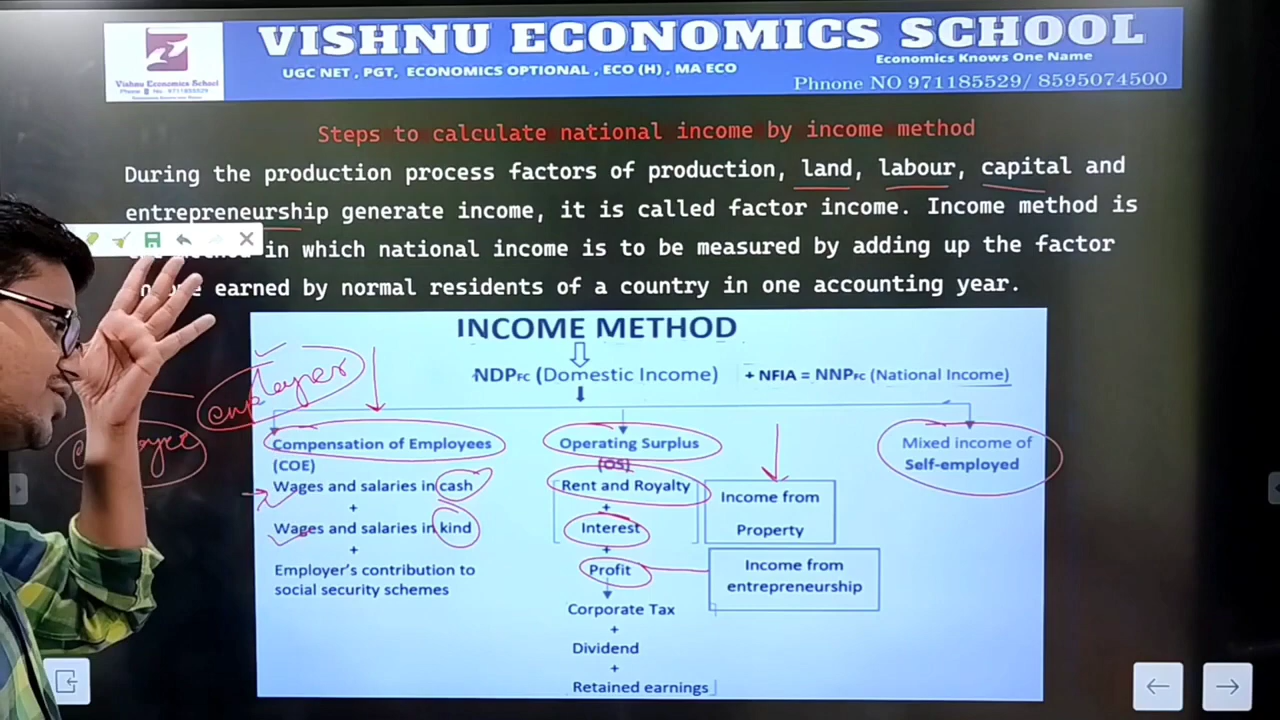 VISHNU ECONOMICS SCHOOL
Economics Knows One Name
UGC NET , PGT, ECONOMICS OPTIONAL , ECO (H) , MA ECO
Phnone NO 971185529, 8595074500
Vishnu Economics School
Steps to calculate national income by income method
During the production process factors of production, land, labour, capital and
entrepreneurship generate income, it is called factor income. Income method is
in which national income is to be measured by adding up the factor
earned by normal residents of a country in one accounting year.
INCOME METHOD
NDPFC (Domestic Income) + NFIA = NNPFC (National Income)
employer
employee
Compensation of Employees
(COE)
Wages and salaries in cash
+
Wages and salaries in kind
+
Employer's contribution to
social security schemes
Operating Surplus
(OS)
Rent and Royalty
+
Interest
+
Profit
Corporate Tax
+
Dividend
+
Retained earnings
Income from
Property
Income from
entrepreneurship
Mixed income of
Self-employed